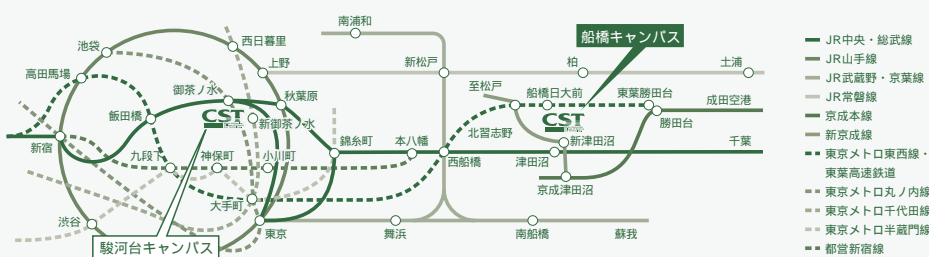 南浦和
船橋キャンパス
池袋
西日暮里
上野
新松戸
柏
土浦
高田馬場
御茶ノ水
秋葉原
至松戸
船橋日大前
東葉勝田台
成田空港
飯田橋
CST
新御茶ノ水
CST
勝田台
新宿
九段下
神保町
小川町
錦糸町
本八幡
北習志野
新津田沼
千葉
西船橋
津田沼
大手町
京成津田沼
渋谷
東京
舞浜
南船橋
蘇我
駿河台キャンパス
JR中央・総武線
JR山手線
JR武蔵野・京葉線
JR常磐線
京成本線
新京成線
東京メトロ東西線・
東葉高速鉄道
東京メトロ丸ノ内線
東京メトロ千代田線
東京メトロ半蔵門線
都営新宿線